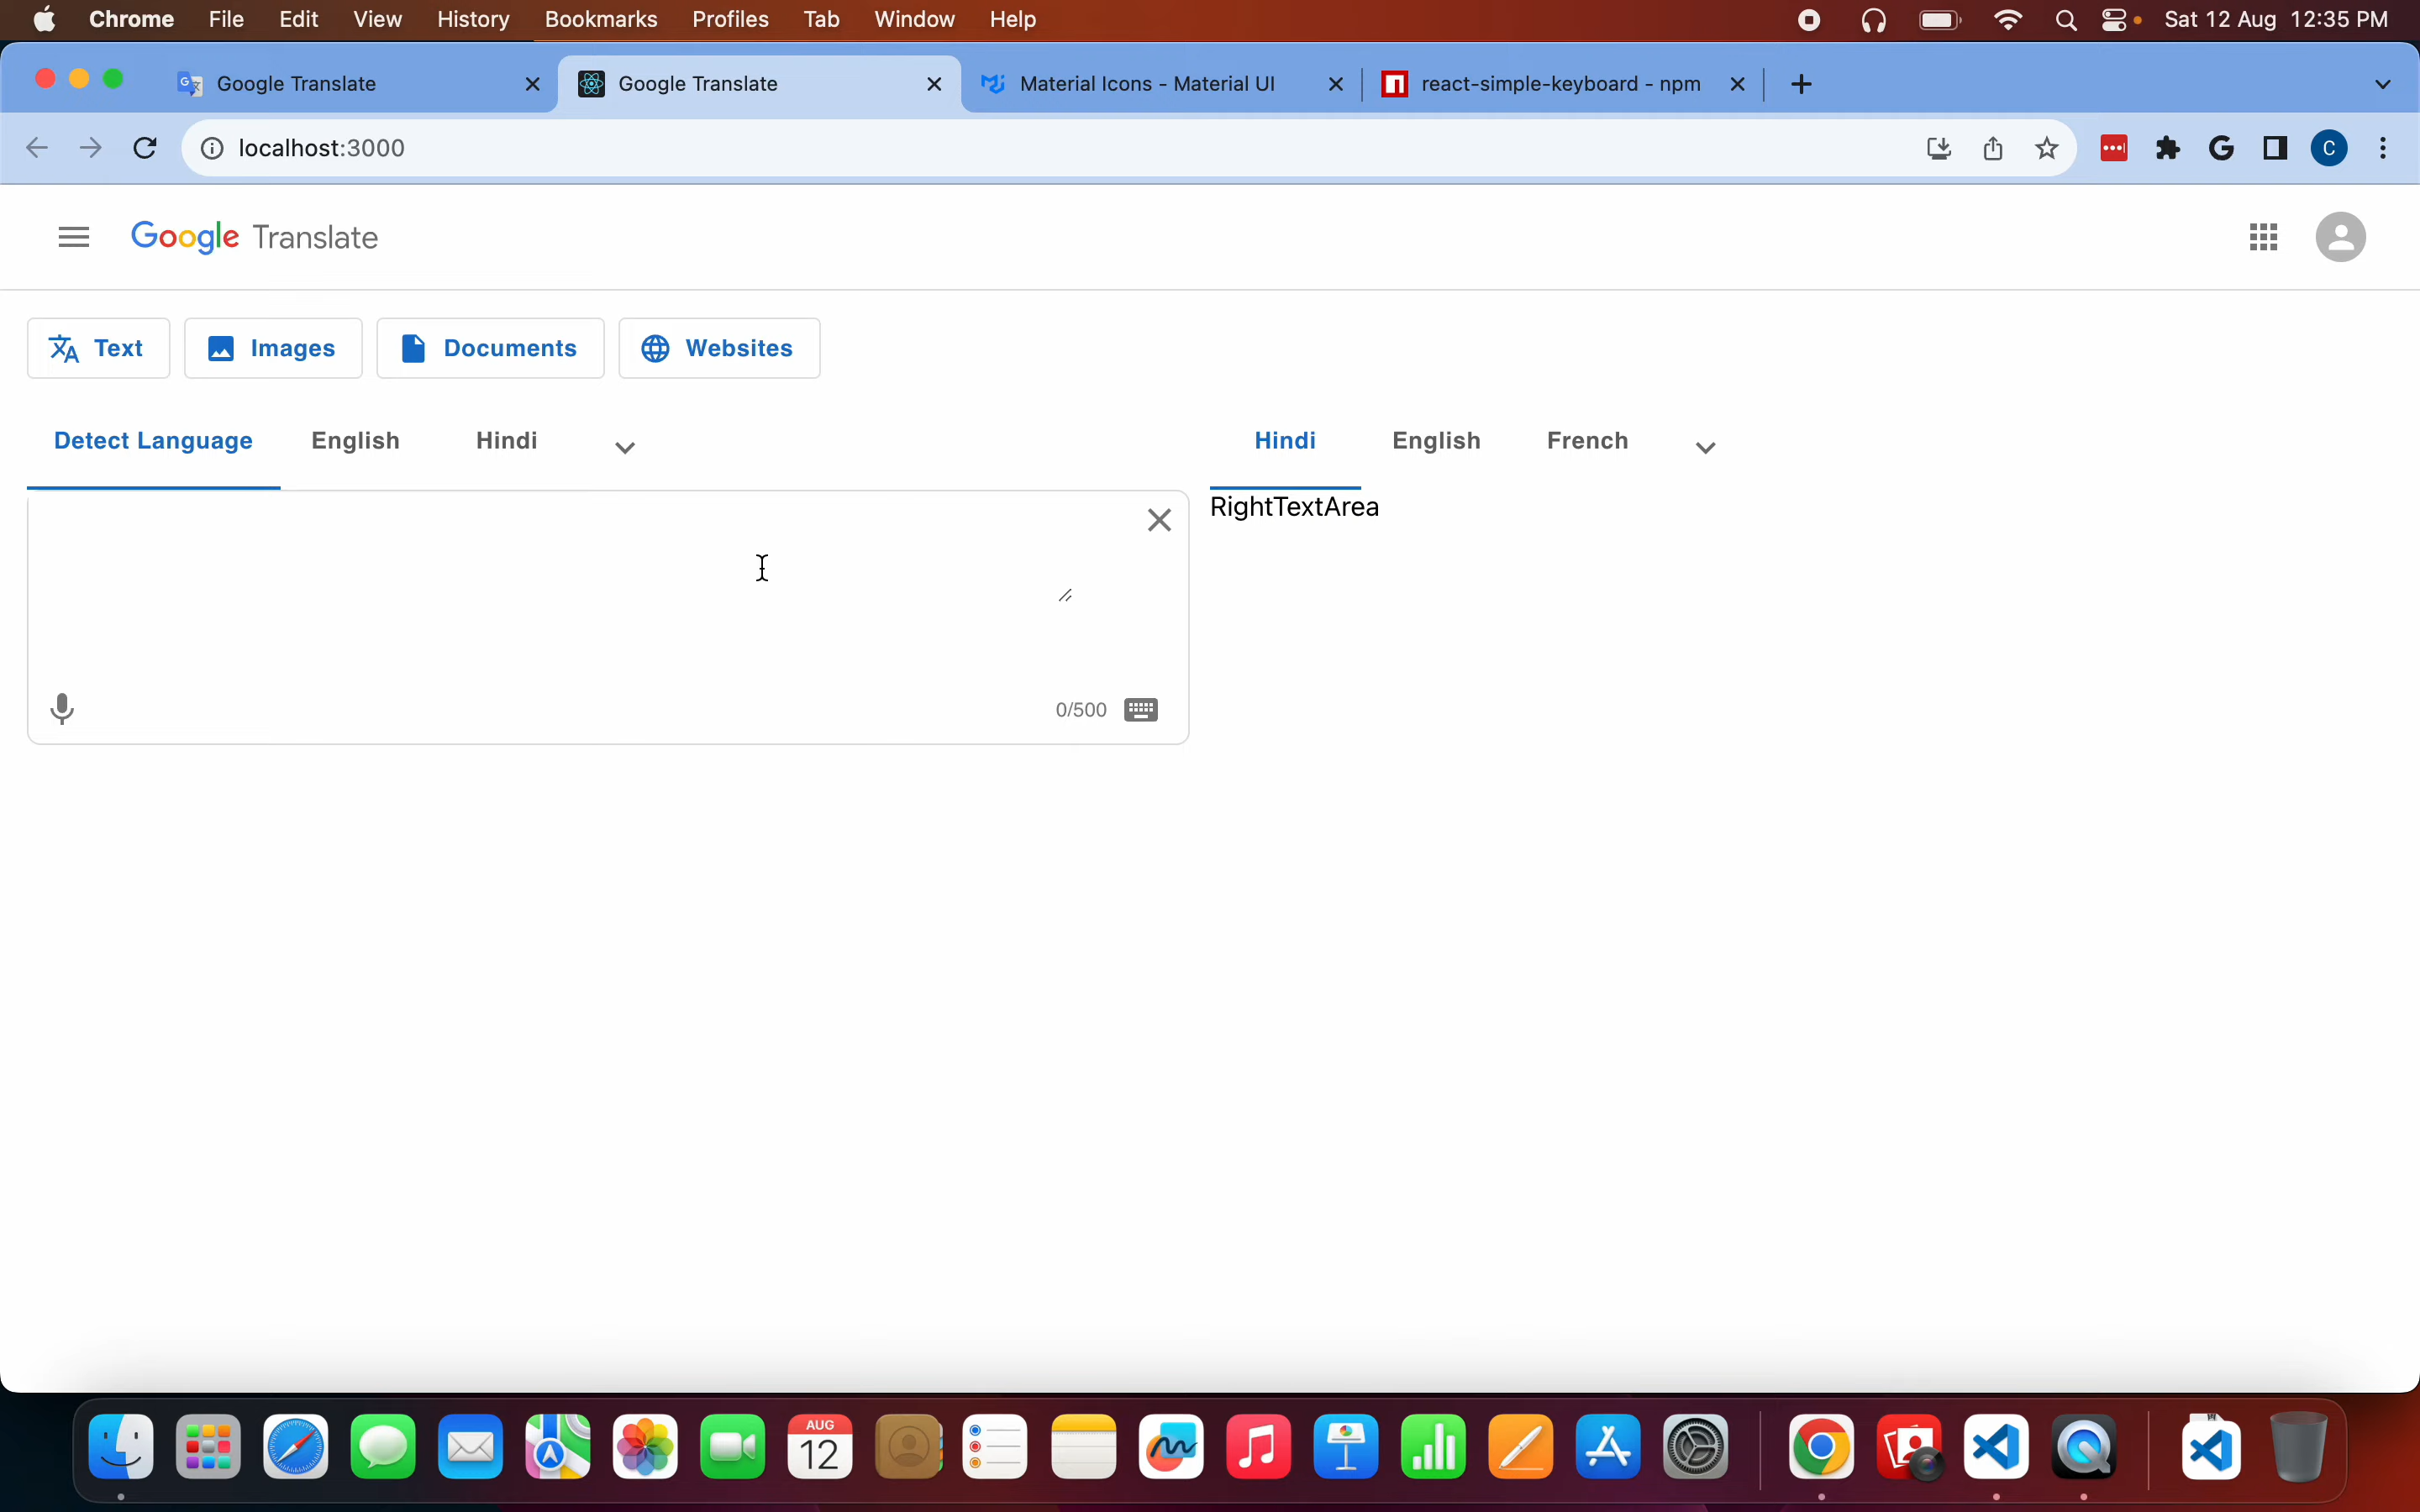 Chrome File Edit View History Bookmarks Profiles Tab Window Help Sat 12 Aug 12:35 PM
Google Translate Google Translate Material Icons - Material UI react-simple-keyboard - npm
localhost:3000 C
Google Translate
Text Images Documents Websites
Detect Language English Hindi Hindi English French
RightTextArea
0/500
AUG
12